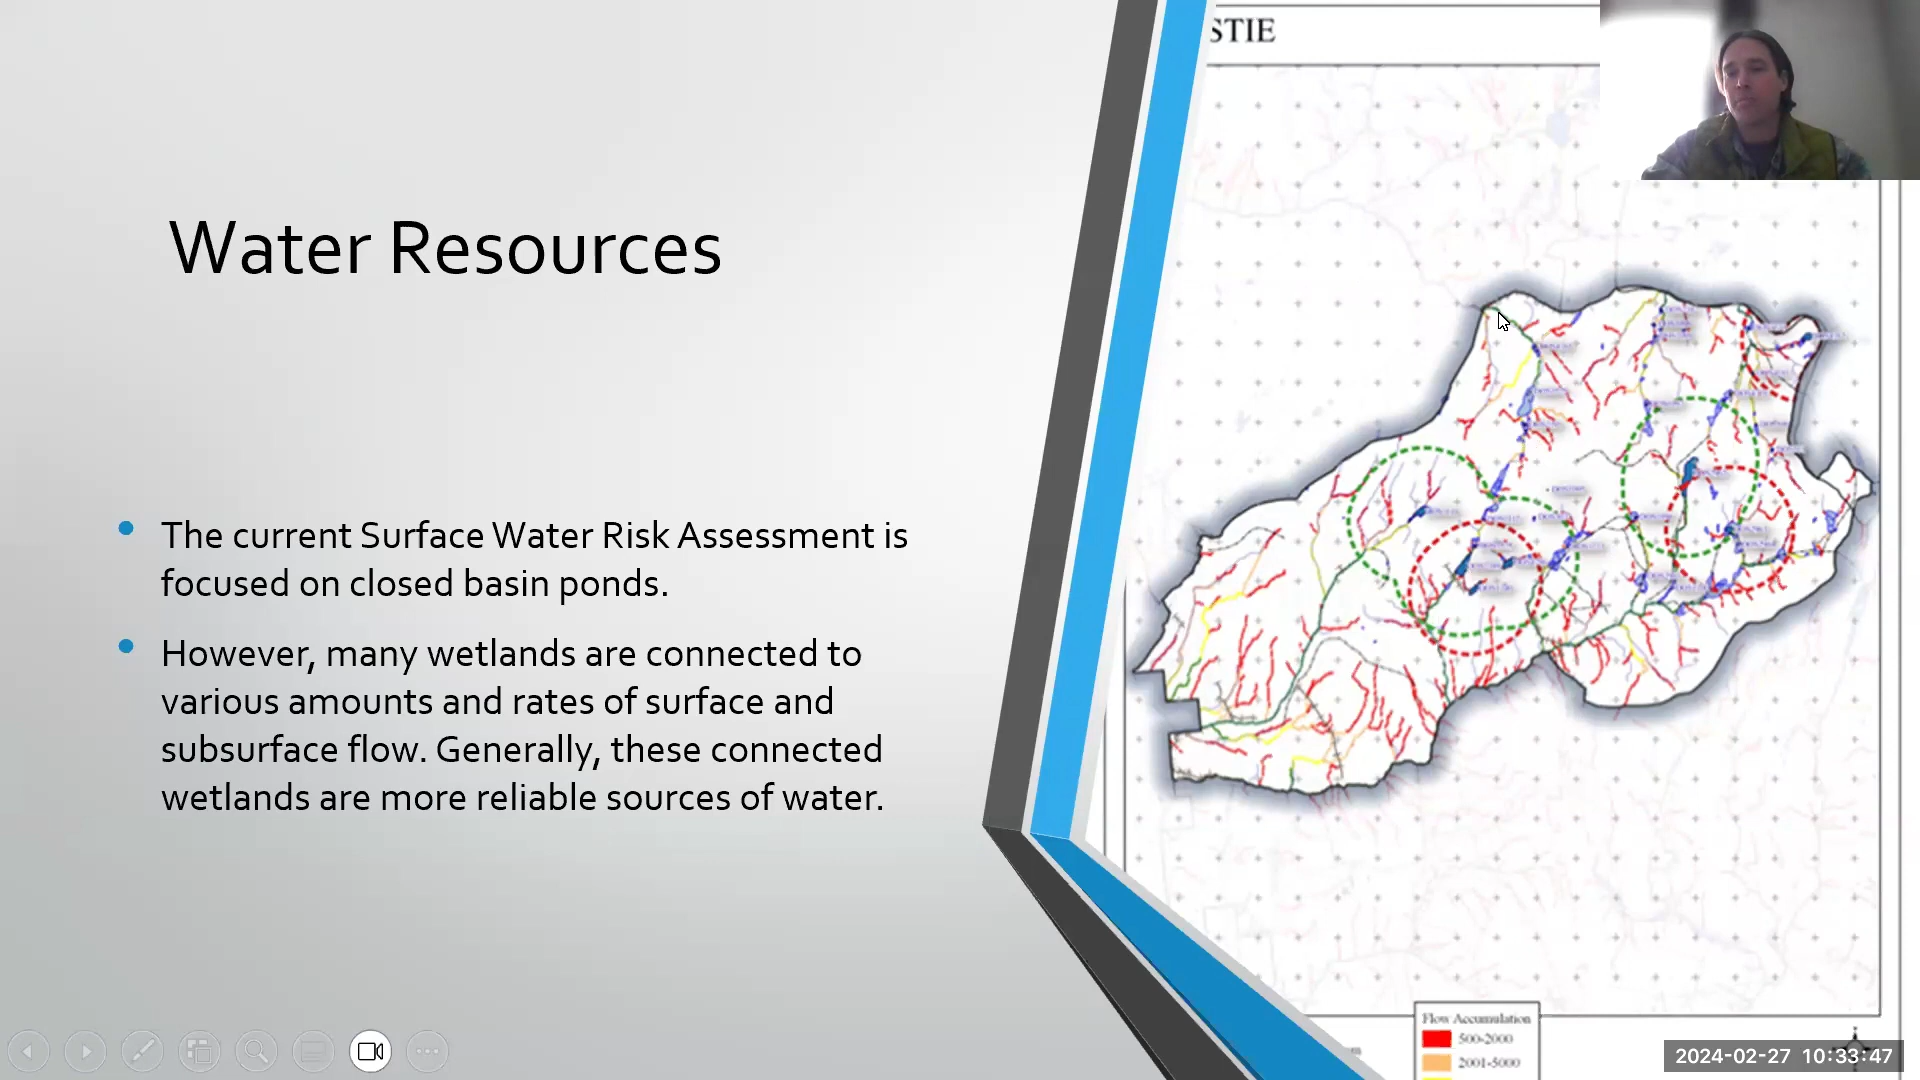 STIE
Water Resources
The current Surface Water Risk Assessment is
focused on closed basin ponds.
However, many wetlands are connected to
various amounts and rates of surface and
subsurface flow. Generally, these connected
wetlands are more reliable sources of water.
Flow Accumulation
500-2000
2001-5000
2024-02-27 10:33:47